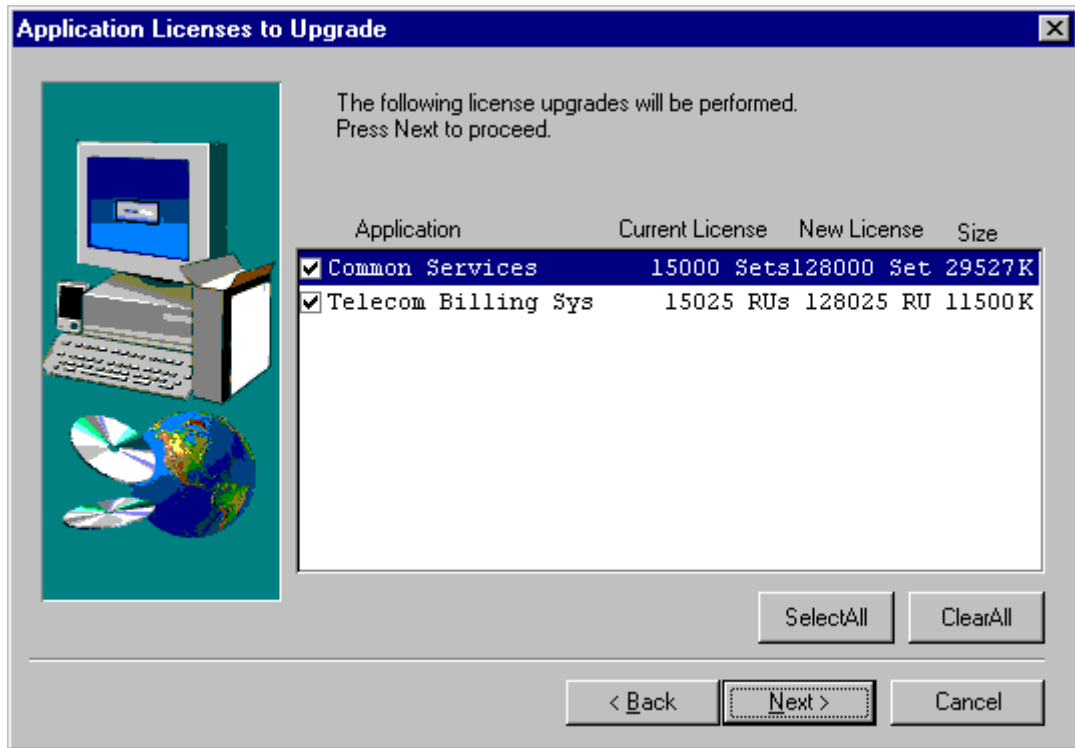 Application Licenses to Upgrade
The following license upgrades will be performed.
Press Next to proceed.
Application Current License New License Size
Common Services 15000 Sets128000 Set 29527K
Telecom Billing Sys 15025 RUs 128025 RU 11500K
SelectAll ClearAll
< Back Next > Cancel